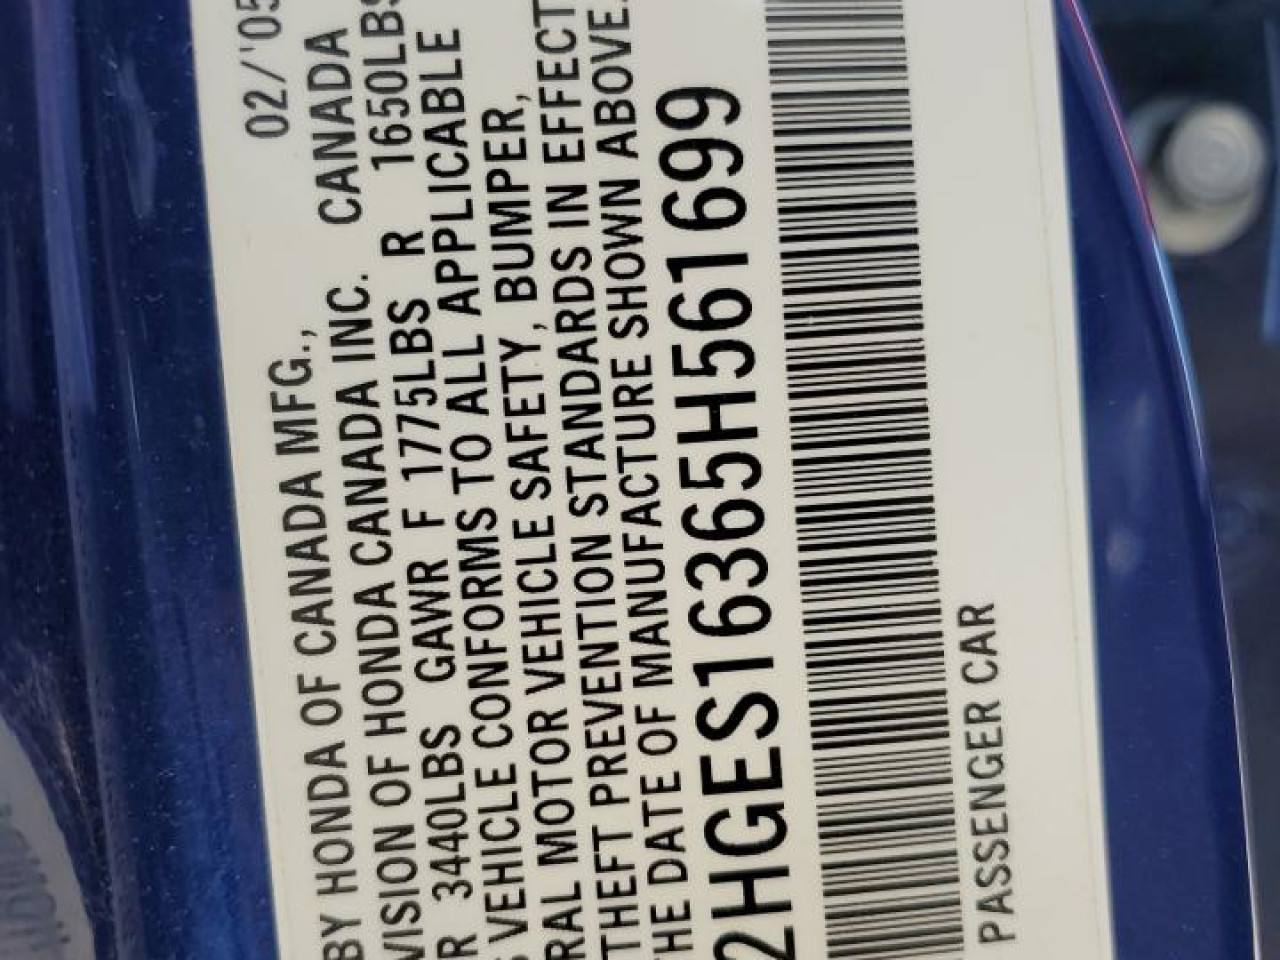 02/'05
BY HONDA OF CANADA MFG., CANADA
VISION OF HONDA CANADA INC.
R 3440LBS GAWR F 1775LBS R 1650LBS
VEHICLE CONFORMS TO ALL APPLICABLE
RAL MOTOR VEHICLE SAFETY, BUMPER,
THEFT PREVENTION STANDARDS IN EFFECT
HE DATE OF MANUFACTURE SHOWN ABOVE.
2HGES16365H561699
PASSENGER CAR